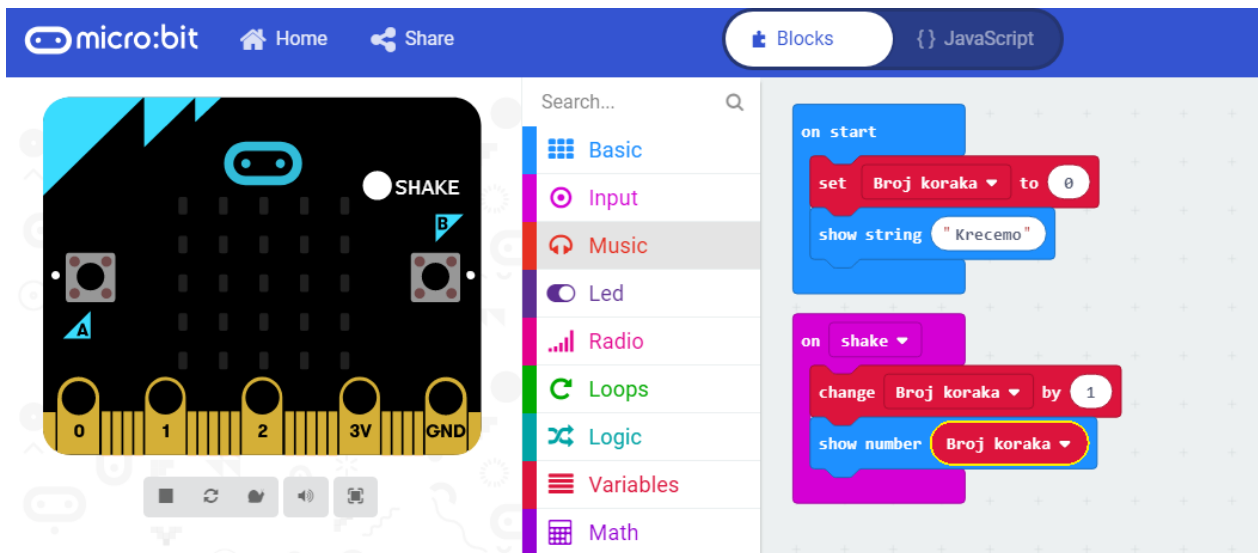 micro:bit Home Share Blocks {} JavaScript
SHAKE
B
A
0 1 2 3V GND
Search...
Basic
Input
Music
Led
Radio
Loops
Logic
Variables
Math
on start
set Broj koraka to 0
show string "Krecemo"
on shake
change Broj koraka by 1
show number Broj koraka